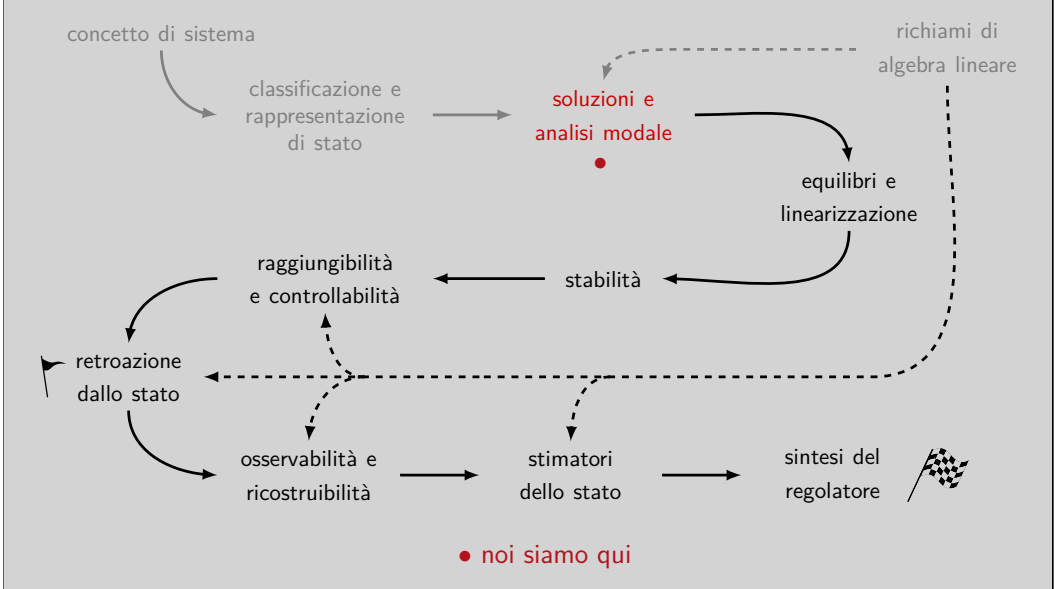 concetto di sistema
richiami di
algebra lineare
classificazione e
rappresentazione
di stato
soluzioni e
analisi modale
equilibri e
linearizzazione
raggiungibilità
e controllabilità
stabilità
retroazione
dallo stato
osservabilità e
ricostruibilità
stimatori
dello stato
sintesi del
regolatore
• noi siamo qui